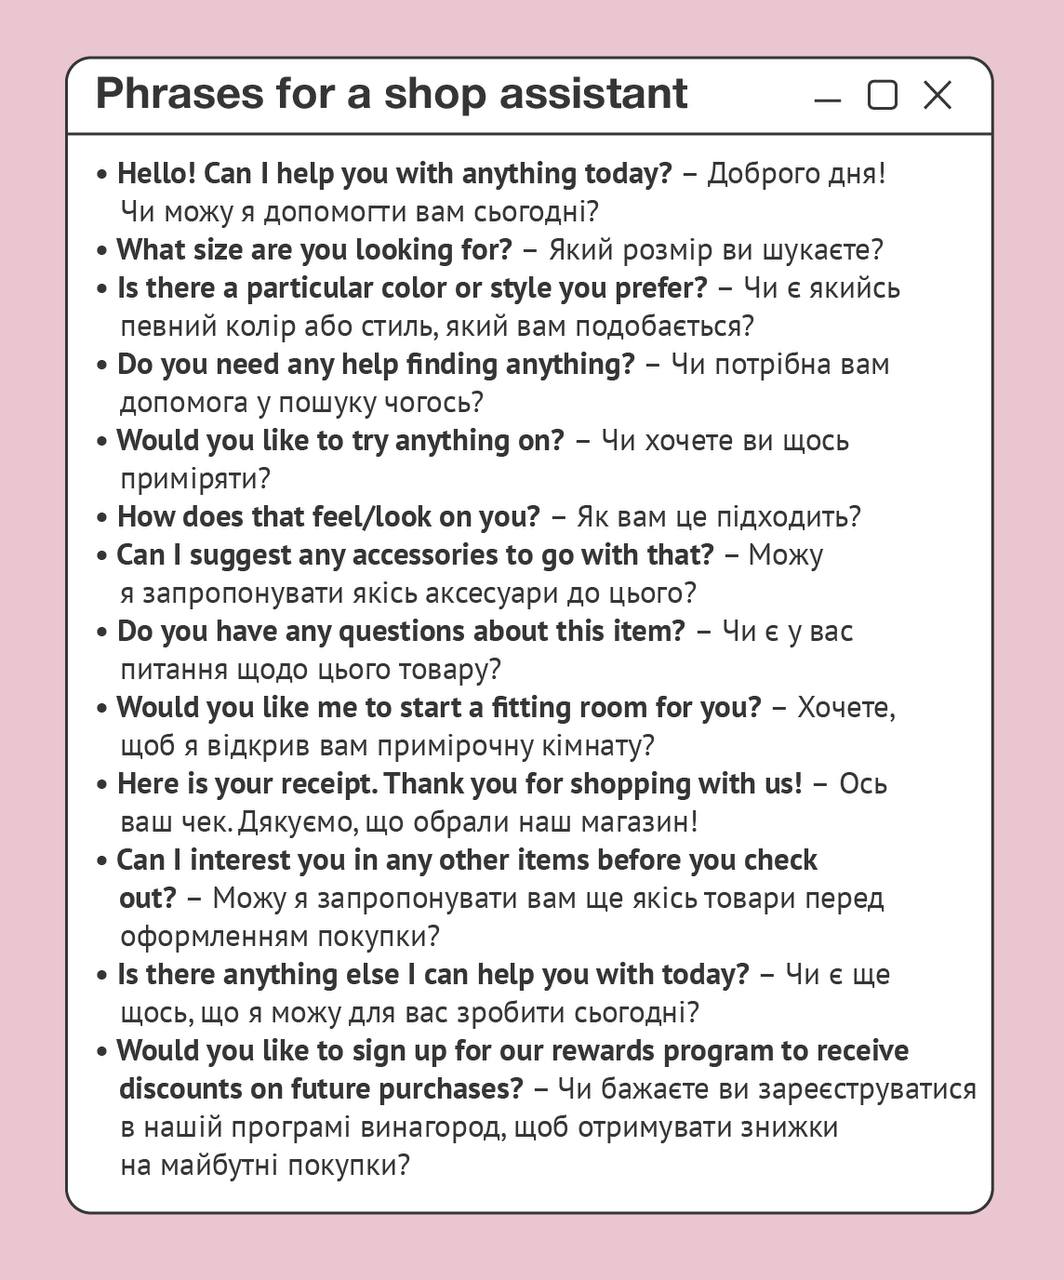 Phrases for a shop assistant
• Hello! Can I help you with anything today? – Доброго дня!
Чи можу я допомогти вам сьогодні?
• What size are you looking for? – Який розмір ви шукаєте?
• Is there a particular color or style you prefer? – Чи є якийсь
певний колір або стиль, який вам подобається?
• Do you need any help finding anything? – Чи потрібна вам
допомога у пошуку чогось?
• Would you like to try anything on? – Чи хочете ви щось
приміряти?
• How does that feel/look on you? – Як вам це підходить?
• Can I suggest any accessories to go with that? – Можу
я запропонувати якісь аксесуари до цього?
• Do you have any questions about this item? – Чи є у вас
питання щодо цього товару?
• Would you like me to start a fitting room for you? – Хочете,
щоб я відкрив вам примірочну кімнату?
• Here is your receipt. Thank you for shopping with us! – Ось
ваш чек. Дякуємо, що обрали наш магазин!
• Can I interest you in any other items before you check
out? – Можу я запропонувати вам ще якісь товари перед
оформленням покупки?
• Is there anything else I can help you with today? – Чи є ще
щось, що я можу для вас зробити сьогодні?
• Would you like to sign up for our rewards program to receive
discounts on future purchases? – Чи бажаєте ви зареєструватися
в нашій програмі винагород, щоб отримувати знижки
на майбутні покупки?